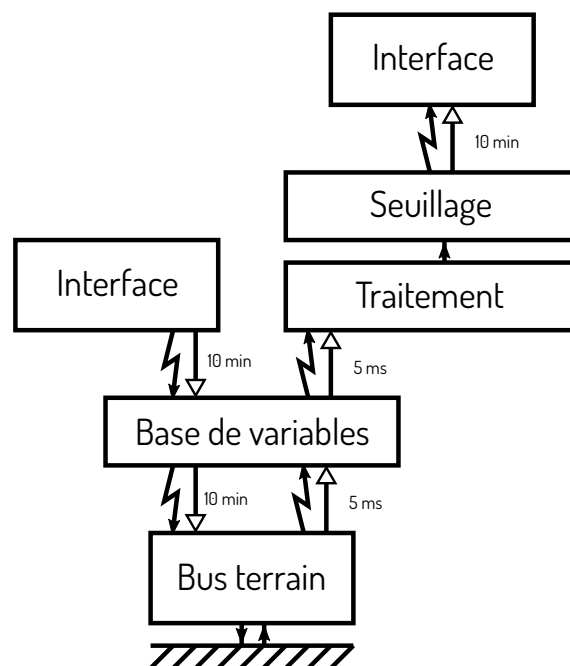 Interface
10 min
Seuillage
Interface
Traitement
10 min
5 ms
Base de variables
10 min
5 ms
Bus terrain